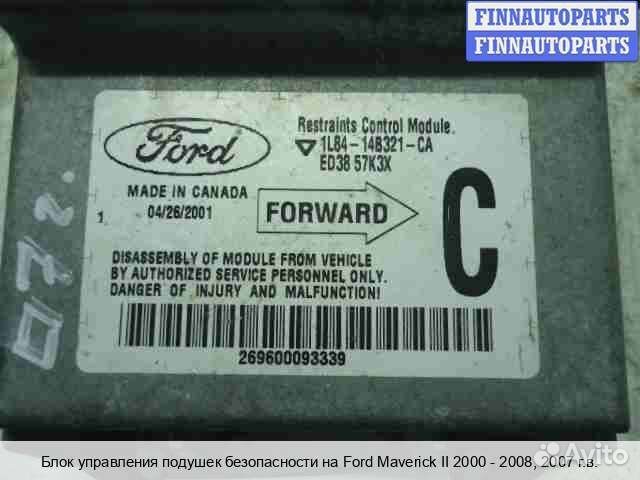 FINNAUTOPARTS
FINNAUTOPARTS
Ford
Restraints Control Module.
1L84-14B321-CA
ED38 57K3X
MADE IN CANADA
04/26/2001
1.
FORWARD
C
DISASSEMBLY OF MODULE FROM VEHICLE
BY AUTHORIZED SERVICE PERSONNEL ONLY.
DANGER OF INJURY AND MALFUNCTION!
269600093339
Блок управления подушек безопасности на Ford Maverick II 2000 - 2008, 2007 г.в.
Avito